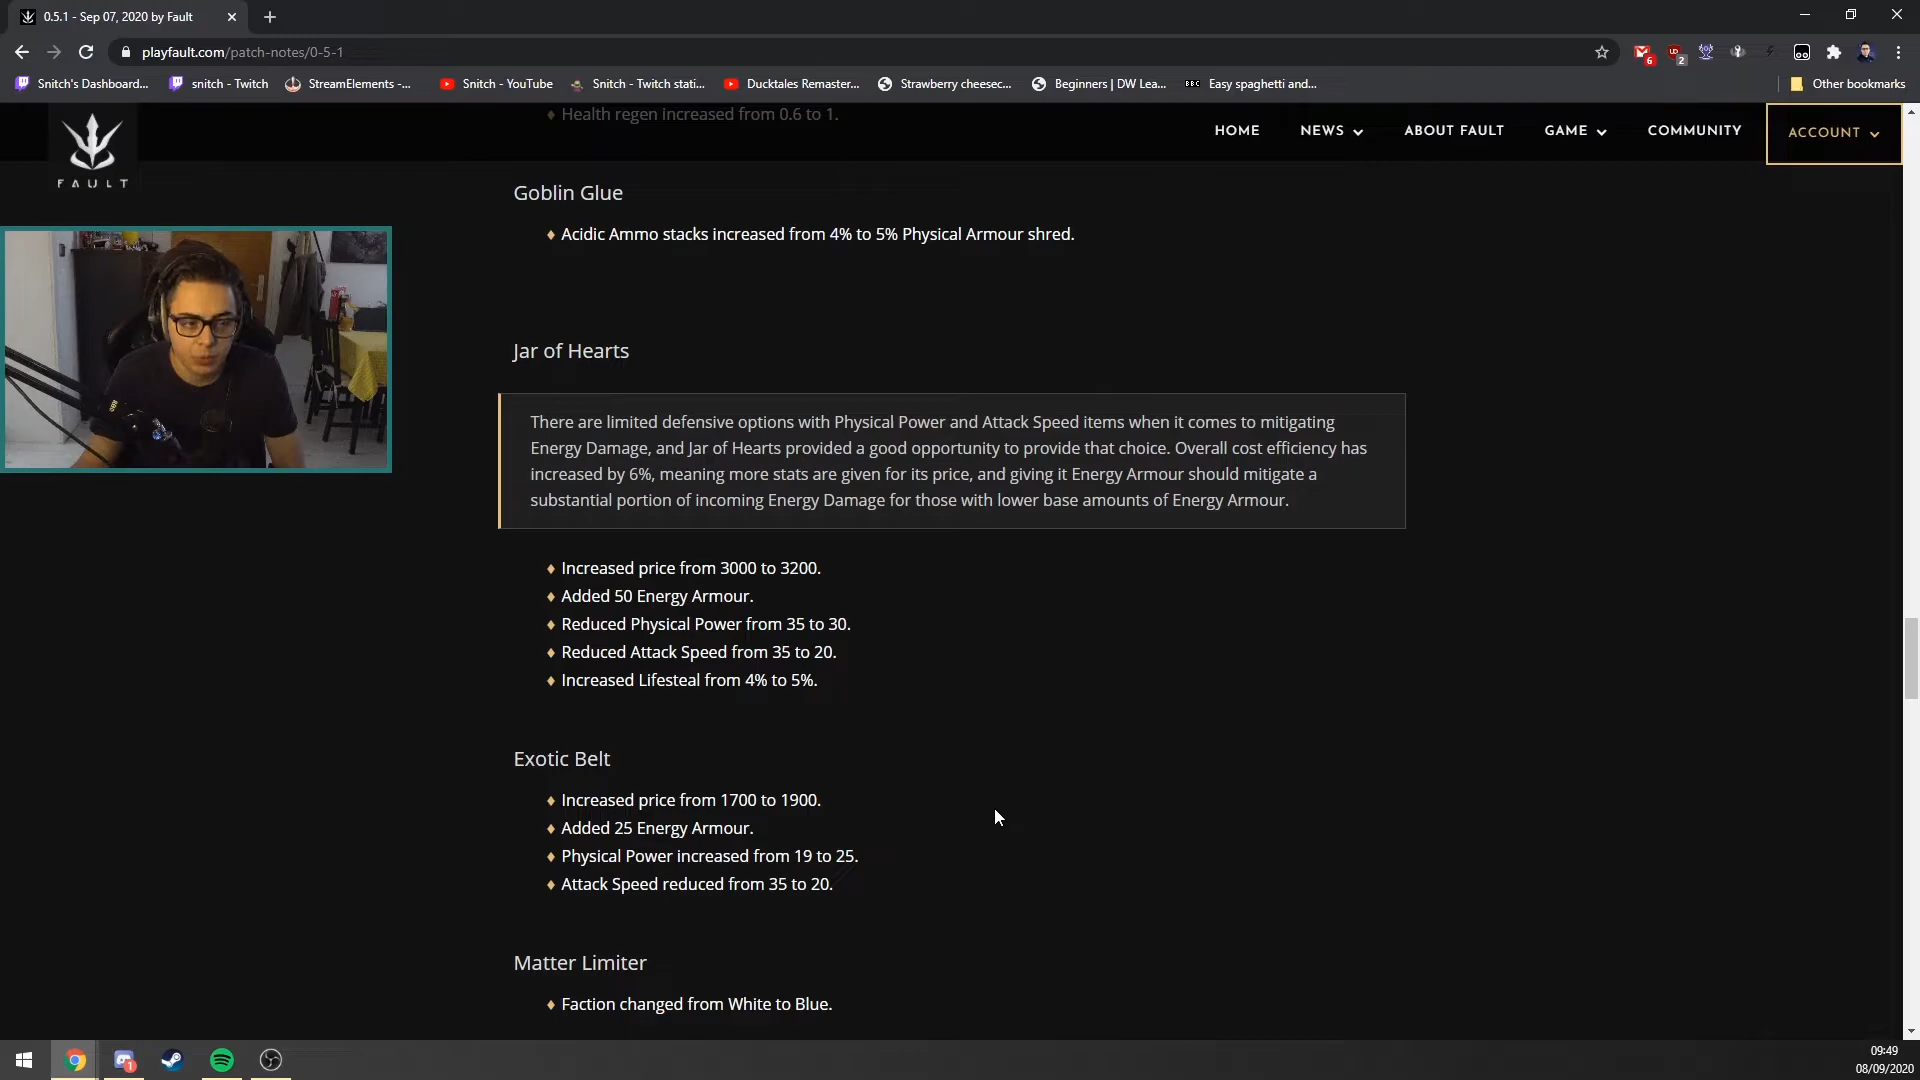 0.5.1 - Sep 07, 2020 by Fault
playfault.com/patch-notes/0-5-1
6
2
Snitch's Dashboard...
snitch - Twitch
StreamElements -...
Snitch - YouTube
Snitch - Twitch stati...
Ducktales Remaster...
Strawberry cheesec...
Beginners | DW Lea...
BBC Easy spaghetti and...
Other bookmarks
Health regen increased from 0.6 to 1.
FAULT
HOME
NEWS
ABOUT FAULT
GAME
COMMUNITY
ACCOUNT
Goblin Glue
Acidic Ammo stacks increased from 4% to 5% Physical Armour shred.
Jar of Hearts
There are limited defensive options with Physical Power and Attack Speed items when it comes to mitigating
Energy Damage, and Jar of Hearts provided a good opportunity to provide that choice. Overall cost efficiency has
increased by 6%, meaning more stats are given for its price, and giving it Energy Armour should mitigate a
substantial portion of incoming Energy Damage for those with lower base amounts of Energy Armour.
Increased price from 3000 to 3200.
Added 50 Energy Armour.
Reduced Physical Power from 35 to 30.
Reduced Attack Speed from 35 to 20.
Increased Lifesteal from 4% to 5%.
Exotic Belt
Increased price from 1700 to 1900.
Added 25 Energy Armour.
Physical Power increased from 19 to 25.
Attack Speed reduced from 35 to 20.
Matter Limiter
Faction changed from White to Blue.
1
09:49
08/09/2020